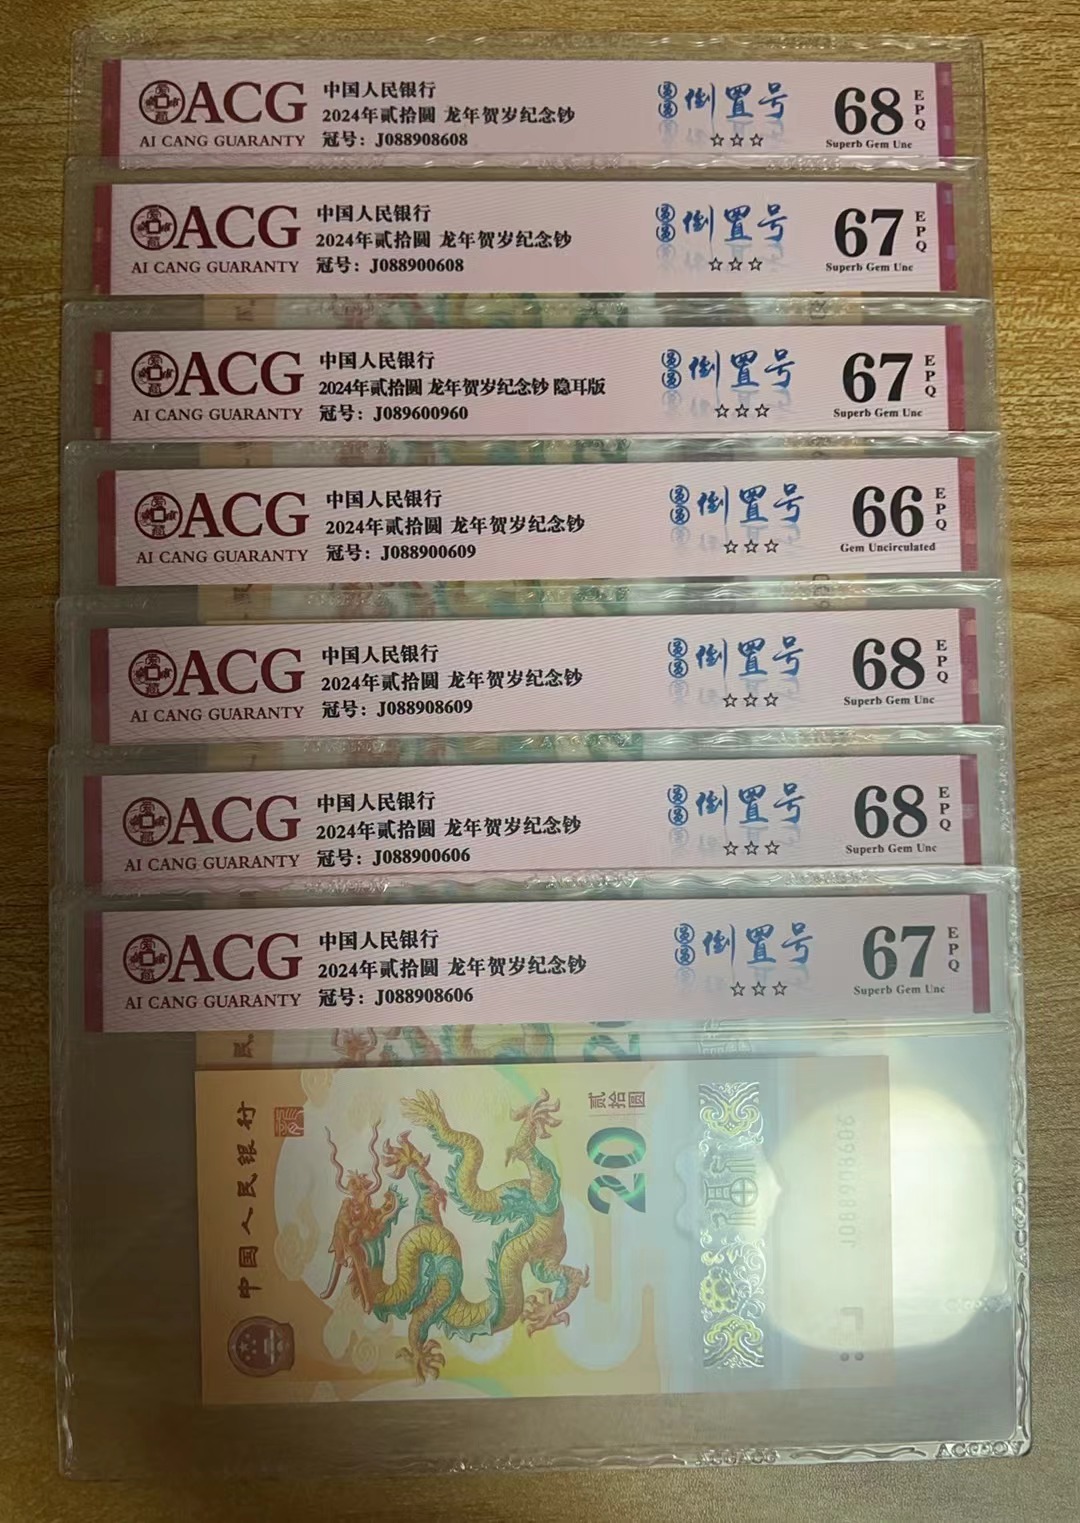 ACG
AI CANG GUARANTY
中国人民银行
2024年贰拾圆 龙年贺岁纪念钞
冠号：J088908608
倒置号
☆☆☆
68
EPQ
Superb Gem Unc
ACG
AI CANG GUARANTY
中国人民银行
2024年贰拾圆 龙年贺岁纪念钞
冠号：J088900608
倒置号
☆☆☆
67
EPQ
Superb Gem Unc
ACG
AI CANG GUARANTY
中国人民银行
2024年贰拾圆 龙年贺岁纪念钞 隐耳版
冠号：J089600960
倒置号
☆☆☆
67
EPQ
Superb Gem Unc
ACG
AI CANG GUARANTY
中国人民银行
2024年贰拾圆 龙年贺岁纪念钞
冠号：J088900609
倒置号
☆☆☆
66
EPQ
Gem Uncirculated
ACG
AI CANG GUARANTY
中国人民银行
2024年贰拾圆 龙年贺岁纪念钞
冠号：J088908609
倒置号
☆☆☆
68
EPQ
Superb Gem Unc
ACG
AI CANG GUARANTY
中国人民银行
2024年贰拾圆 龙年贺岁纪念钞
冠号：J088900606
倒置号
☆☆☆
68
EPQ
Superb Gem Unc
ACG
AI CANG GUARANTY
中国人民银行
2024年贰拾圆 龙年贺岁纪念钞
冠号：J088908606
倒置号
☆☆☆
67
EPQ
Superb Gem Unc
中国人民银行
贰拾圆
20
J088908606